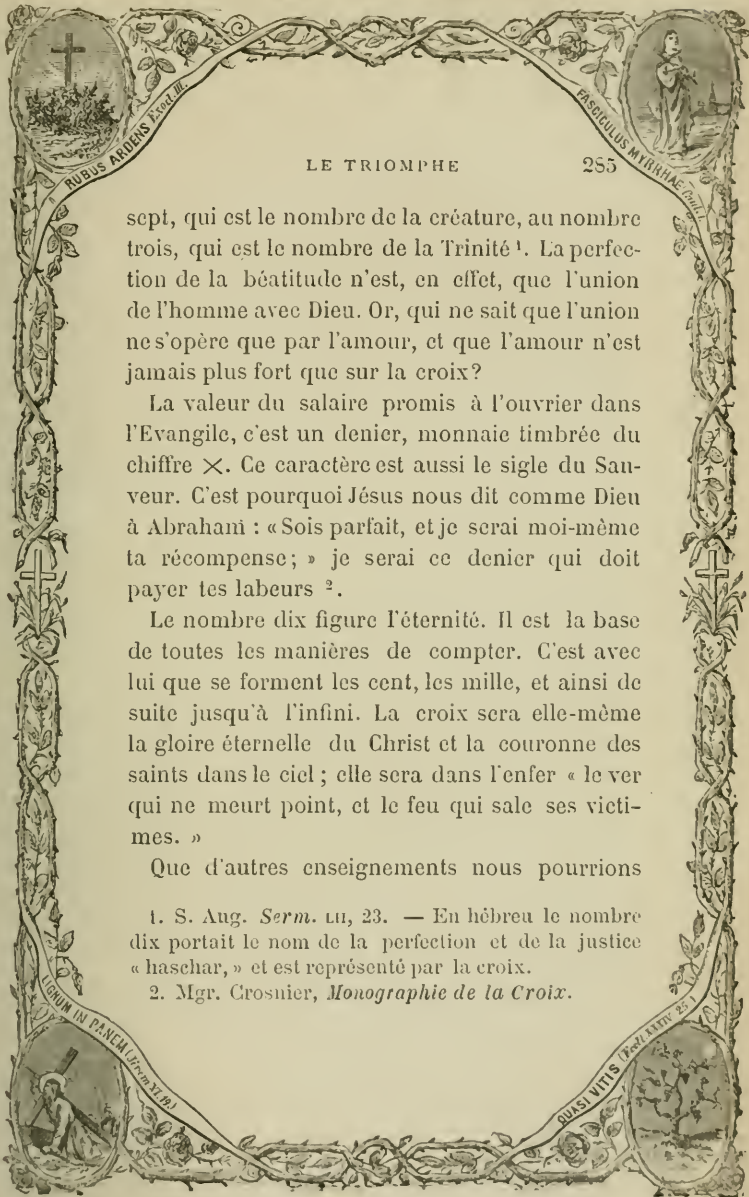 RUBUS ARDENS Exod. III.
FASCICULUS MYRRHAE
LE TRIOMPHE 285
sept, qui est le nombre de la créature, au nombre
trois, qui est le nombre de la Trinité ¹. La perfec-
tion de la béatitude n'est, en effet, que l'union
de l'homme avec Dieu. Or, qui ne sait que l'union
ne s'opère que par l'amour, et que l'amour n'est
jamais plus fort que sur la croix?
La valeur du salaire promis à l'ouvrier dans
l'Evangile, c'est un denier, monnaie timbrée du
chiffre X. Ce caractère est aussi le sigle du Sau-
veur. C'est pourquoi Jésus nous dit comme Dieu
à Abraham : « Sois parfait, et je serai moi-même
ta récompense; » je serai ce denier qui doit
payer tes labeurs ².
Le nombre dix figure l'éternité. Il est la base
de toutes les manières de compter. C'est avec
lui que se forment les cent, les mille, et ainsi de
suite jusqu'à l'infini. La croix sera elle-même
la gloire éternelle du Christ et la couronne des
saints dans le ciel ; elle sera dans l'enfer « le ver
qui ne meurt point, et le feu qui sale ses victi-
mes. »
Que d'autres enseignements nous pourrions
1. S. Aug. Serm. LII, 23. — En hébreu le nombre
dix portait le nom de la perfection et de la justice
« haschar, » et est représenté par la croix.
2. Mgr. Crosnier, Monographie de la Croix.
LIGNUM IN PANEM (Jirem XI, 19.)
QUASI VITIS (Eccli XXIV 23)